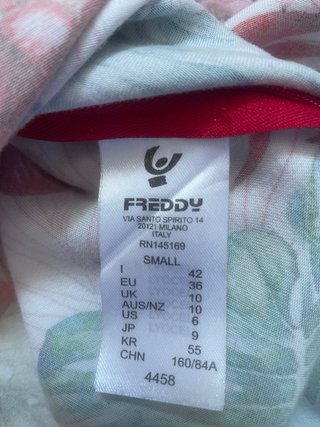 FREDDY
VIA SANTO SPIRITO 14
20121 MILANO
ITALY
RN145169
SMALL
I 42
EU 36
UK 10
AUS/NZ 10
US 6
JP 9
KR 55
CHN 160/84A
4458